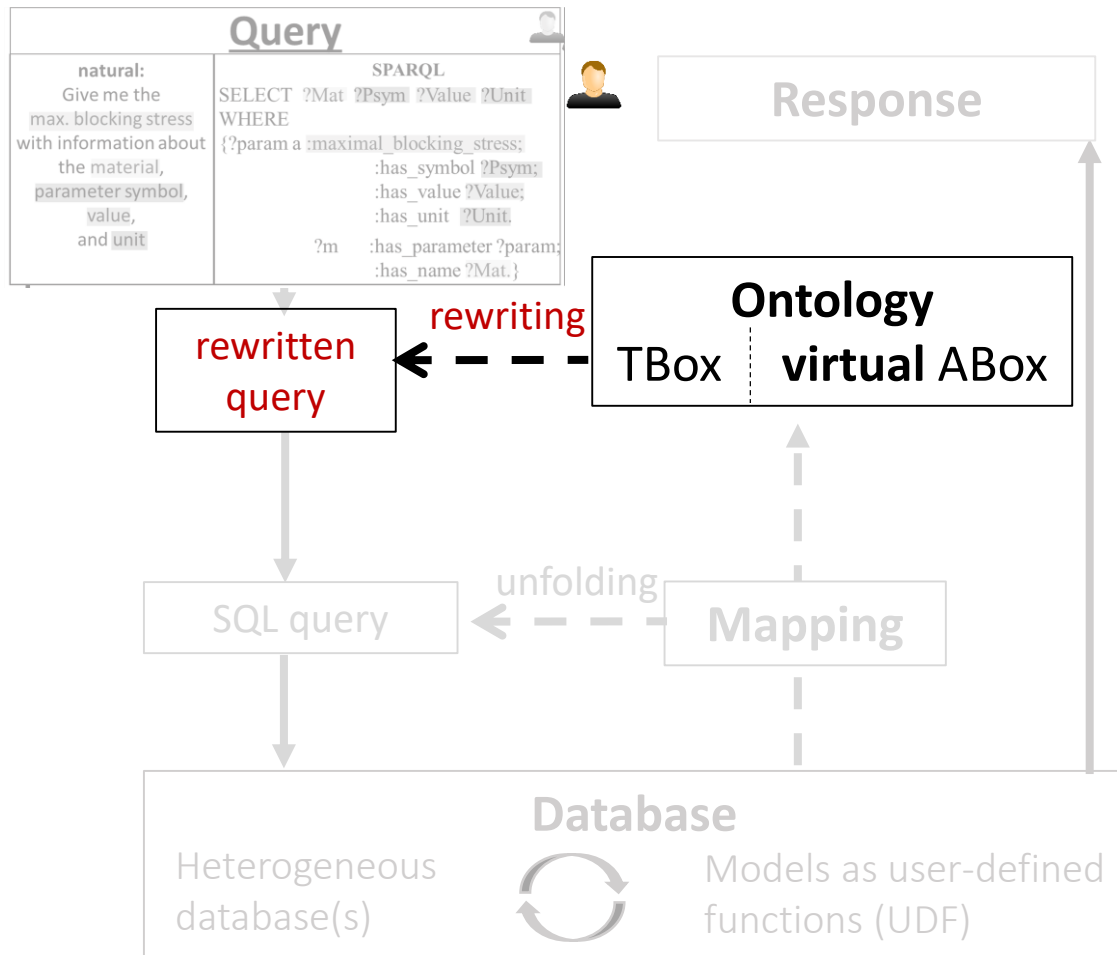 Query
natural:
Give me the
max. blocking stress
with information about
the material,
parameter symbol,
value,
and unit
SPARQL
SELECT ?Mat ?Psym ?Value ?Unit
WHERE
{?param a :maximal_blocking_stress;
:has_symbol ?Psym;
:has_value ?Value;
:has_unit ?Unit.
?m :has_parameter ?param;
:has_name ?Mat.}
Response
rewritten
query
rewriting
Ontology
TBox virtual ABox
SQL query
unfolding
Mapping
Database
Heterogeneous
database(s)
Models as user-defined
functions (UDF)